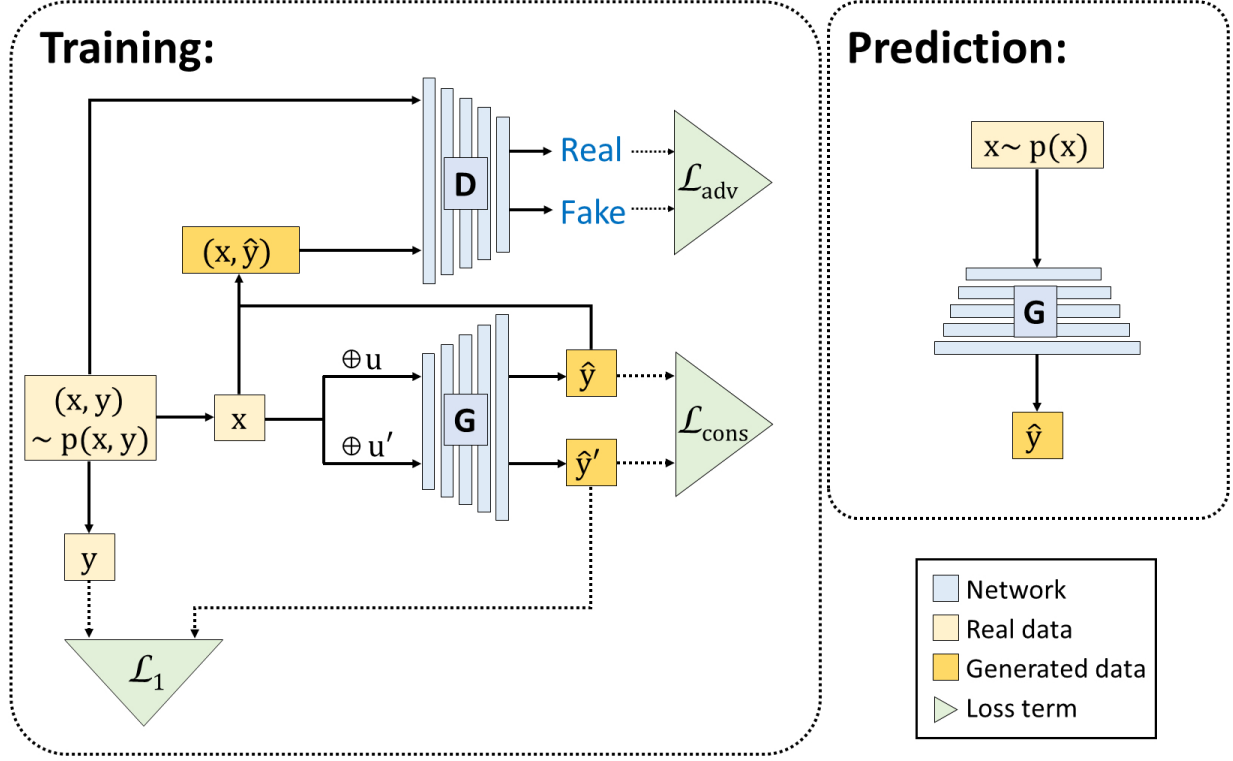 Training:
D
Real
Fake
ℒadv
(x, ŷ)
(x, y)
~ p(x, y)
x
⊕ u
⊕ u′
G
ŷ
ŷ′
ℒcons
y
ℒ1
Prediction:
x~ p(x)
G
ŷ
Network
Real data
Generated data
Loss term